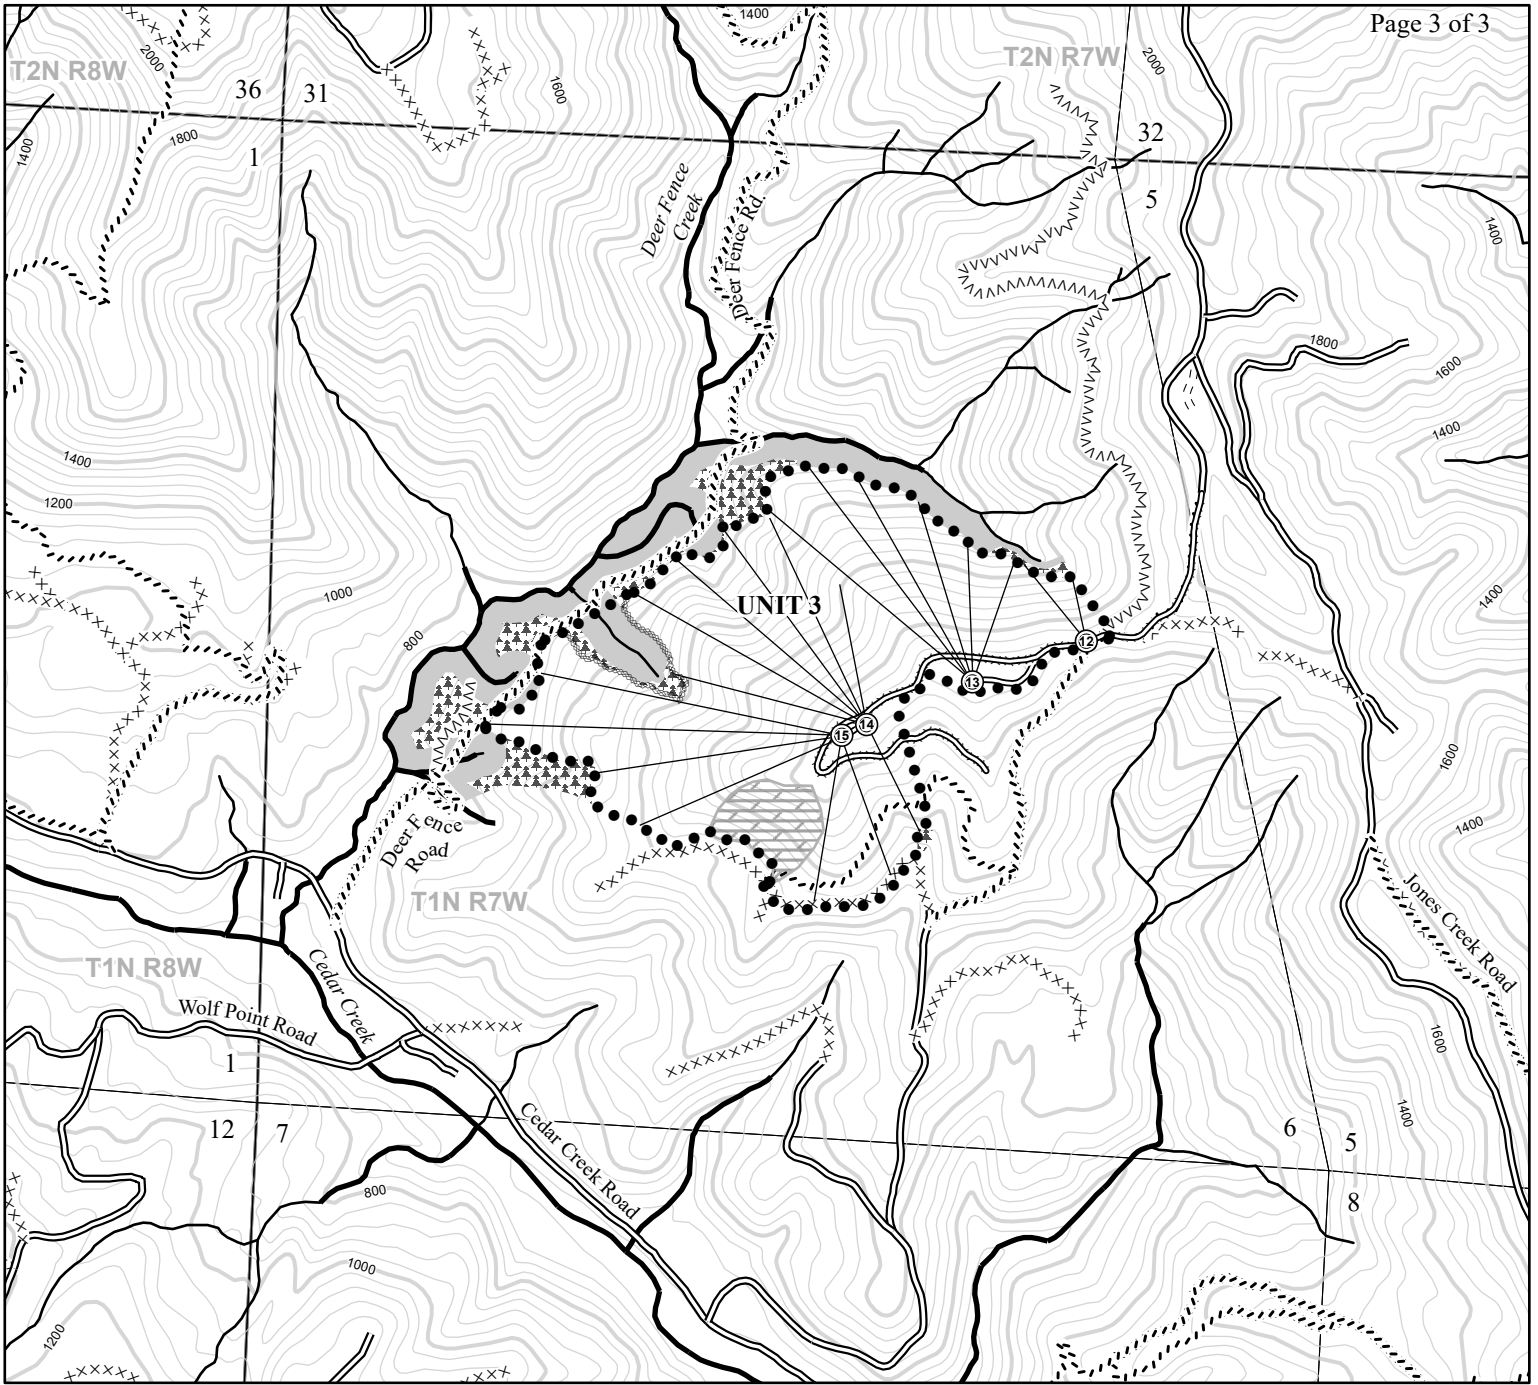 Page 3 of 3
1400
T2N R8W
2000
T2N R7W
2000
36
31
1600
1800
1400
1
32
5
Deer Fence
Creek
Deer Fence Rd.
1400
1800
1600
1400
1400
1200
1000
800
1400
UNIT 3
12
13
14
15
1600
1400
Deer Fence
Road
T1N R7W
Jones Creek Road
T1N R8W
Cedar Creek
Wolf Point Road
1
1600
1400
12
7
Cedar Creek Road
6
5
8
800
1000
1200